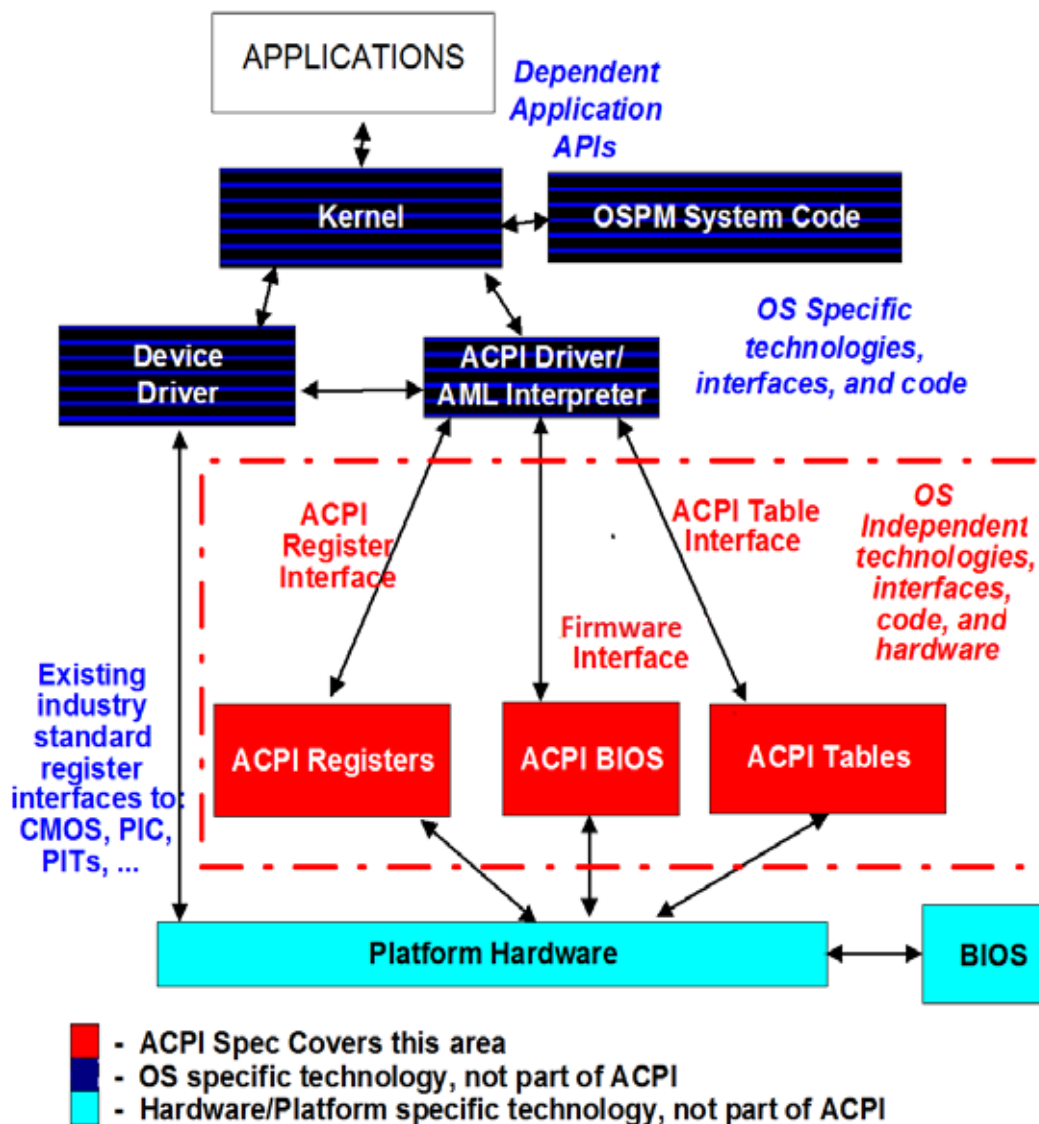 APPLICATIONS
Dependent
Application
APIs
Kernel
OSPM System Code
OS Specific
technologies,
interfaces, and code
Device
Driver
ACPI Driver/
AML Interpreter
ACPI
Register
Interface
ACPI Table
Interface
OS
Independent
technologies,
interfaces,
code, and
hardware
Firmware
Interface
Existing
industry
standard
register
interfaces to:
CMOS, PIC,
PITs, ...
ACPI Registers
ACPI BIOS
ACPI Tables
Platform Hardware
BIOS
- ACPI Spec Covers this area
- OS specific technology, not part of ACPI
- Hardware/Platform specific technology, not part of ACPI